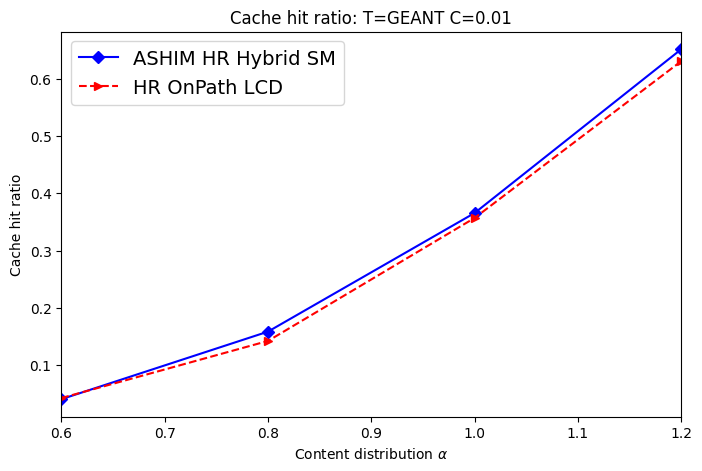 Cache hit ratio: T=GEANT C=0.01
ASHIM HR Hybrid SM
HR OnPath LCD
Cache hit ratio
0.6
0.5
0.4
0.3
0.2
0.1
0.6 0.7 0.8 0.9 1.0 1.1 1.2
Content distribution α